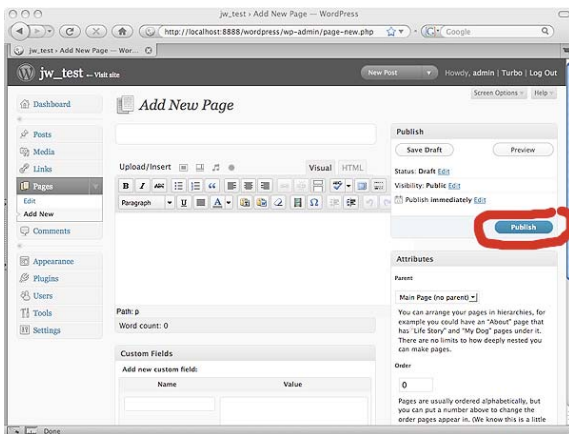 jw_test › Add New Page — WordPress
http://localhost:8888/wordpress/wp-admin/page-new.php
Google
jw_test › Add New Page — Wor...
jw_test ← Visit site
New Post
Howdy, admin | Turbo | Log Out
Screen Options
Help
Dashboard
Posts
Media
Links
Pages
Edit
Add New
Comments
Appearance
Plugins
Users
Tools
Settings
Add New Page
Upload/Insert
Visual
HTML
B I ABC
Paragraph
U A
Path: p
Word count: 0
Custom Fields
Add new custom field:
Name
Value
Publish
Save Draft
Preview
Status: Draft Edit
Visibility: Public Edit
Publish immediately Edit
Publish
Attributes
Parent
Main Page (no parent)
You can arrange your pages in hierarchies, for
example you could have an "About" page that
has "Life Story" and "My Dog" pages under it.
There are no limits to how deeply nested you
can make pages.
Order
0
Pages are usually ordered alphabetically, but
you can put a number above to change the
order pages appear in. (We know this is a little
Done